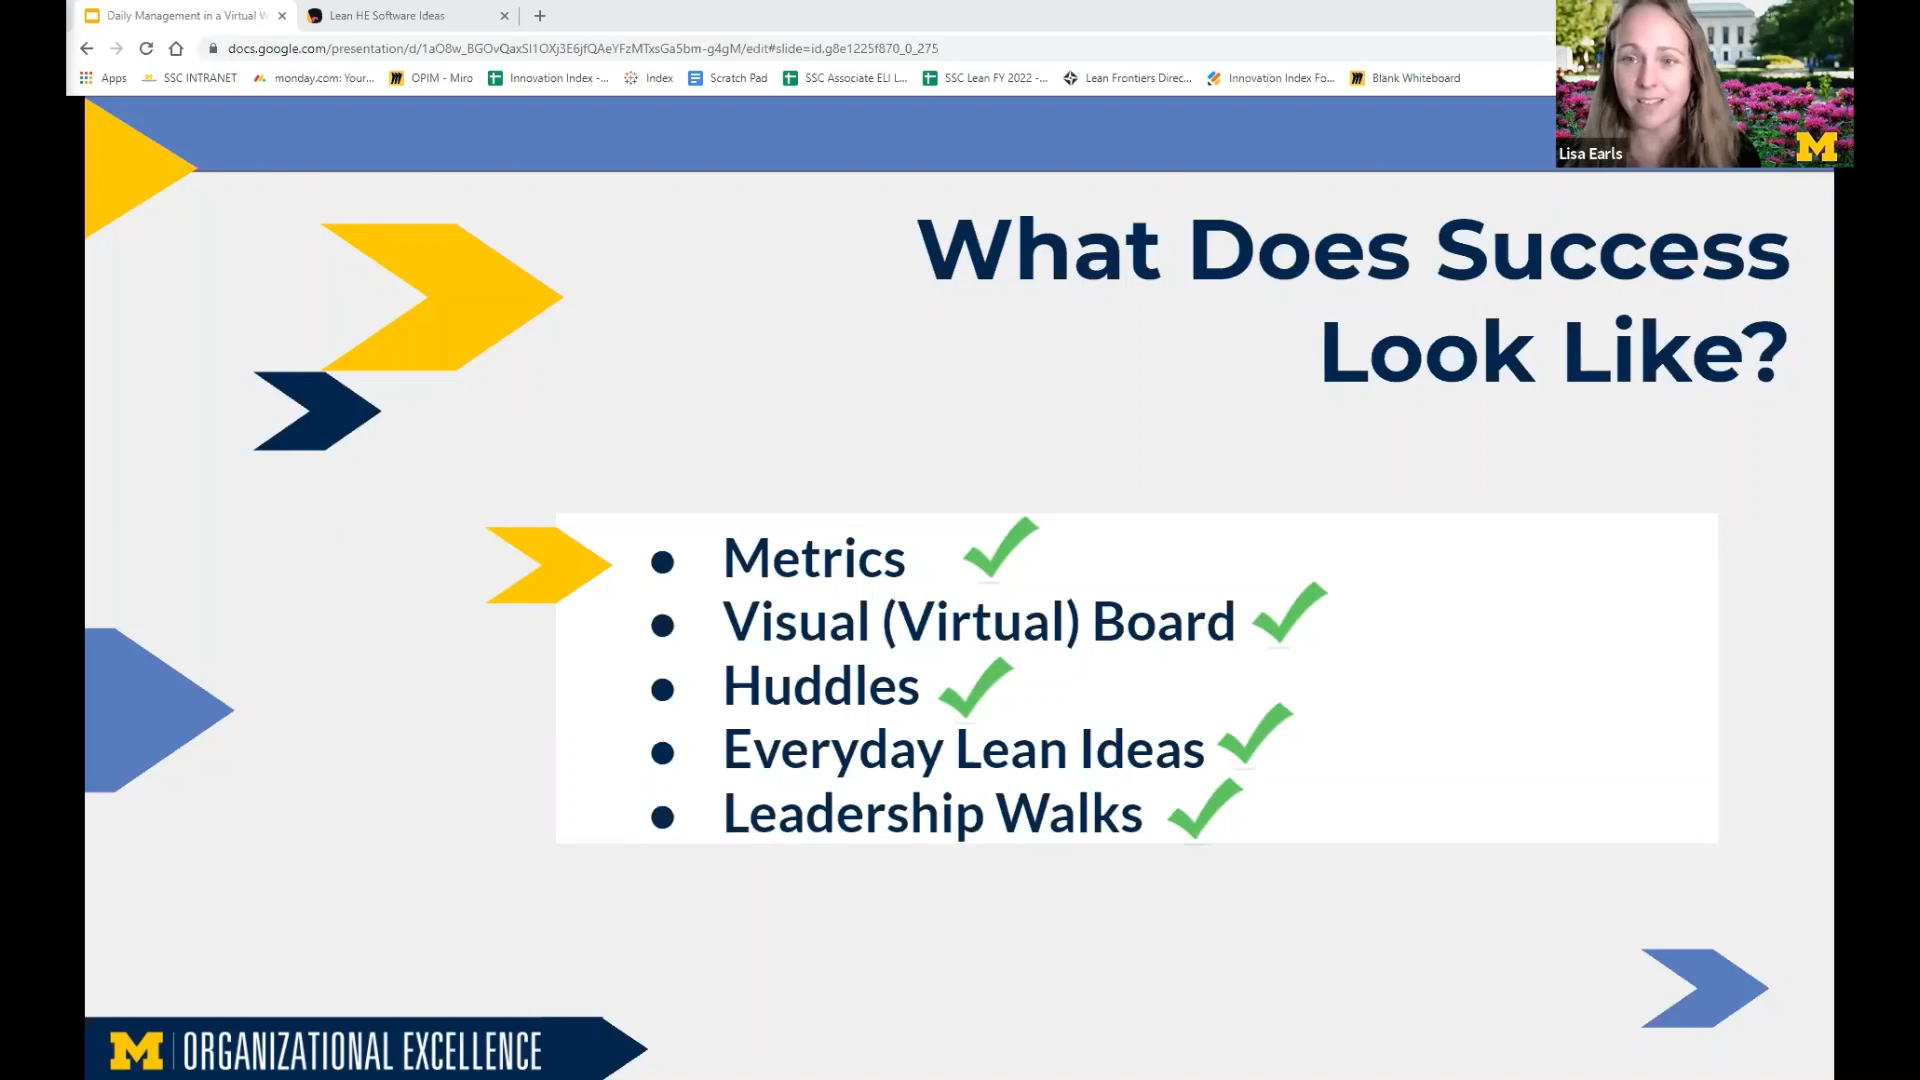 Daily Management in a Virtual W
Lean HE Software Ideas
docs.google.com/presentation/d/1aO8w_BGOvQaxSl1OXj3E6jfQAeYFzMTxsGa5bm-g4gM/edit#slide=id.g8e1225f870_0_275
Apps SSC INTRANET monday.com: Your... OPIM - Miro Innovation Index -... Index Scratch Pad SSC Associate ELI L... SSC Lean FY 2022 -... Lean Frontiers Direc... Innovation Index Fo... Blank Whiteboard
M
Lisa Earls
What Does Success
Look Like?
● Metrics
● Visual (Virtual) Board
● Huddles
● Everyday Lean Ideas
● Leadership Walks
M ORGANIZATIONAL EXCELLENCE